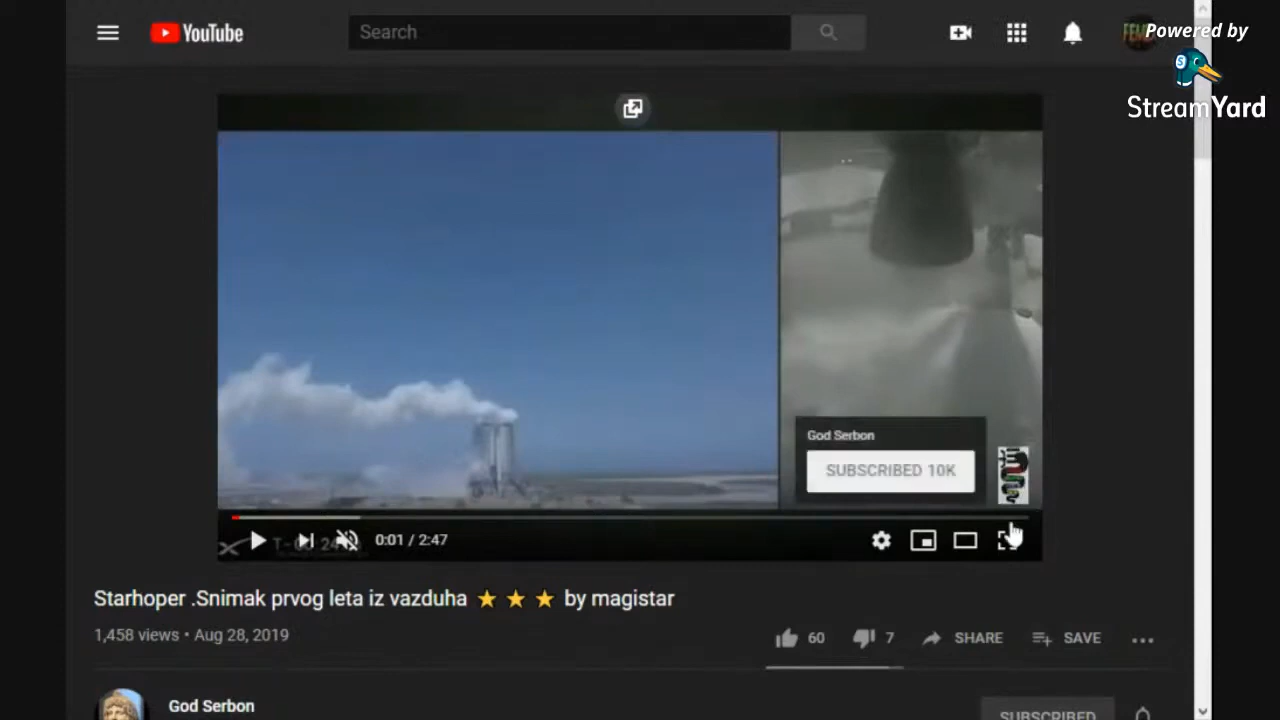 YouTube
Search
Powered by
StreamYard
God Serbon
SUBSCRIBED 10K
0:01 / 2:47
Starhoper .Snimak prvog leta iz vazduha ★ ★ ★ by magistar
1,458 views • Aug 28, 2019
60
7
SHARE
SAVE
God Serbon
SUBSCRIBED